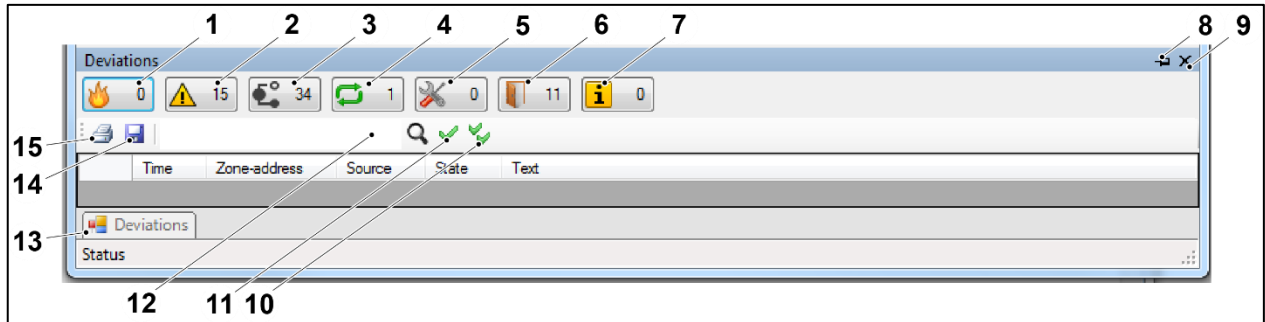 1 2 3 4 5 6 7 8 9
Deviations
0 15 34 1 0 11 i 0
15
Time Zone-address Source State Text
14
Deviations
13
Status
12 11 10